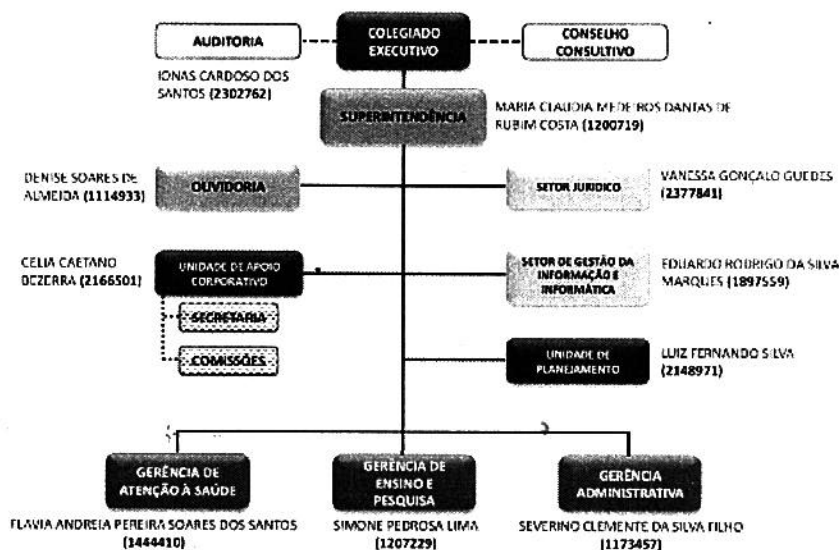 AUDITORIA
COLEGIADO
EXECUTIVO
CONSELHO
CONSULTIVO
IONAS CARDOSO DOS
SANTOS (2302762)
SUPERINTENDÊNCIA
MARIA CLAUDIA MEDEIROS DANTAS DE
RUBIM COSTA (1200719)
DENISE SOARES DE
ALMEIDA (1114933)
OUVIDORIA
SETOR JURIDICO
VANESSA GONÇALO GUEDES
(2377841)
CELIA CAETANO
BEZERRA (2166501)
UNIDADE DE APOIO
CORPORATIVO
SETOR DE GESTÃO DA
INFORMAÇÃO E
INFORMÁTICA
EDUARDO RODRIGO DA SILVA
MARQUES (1897559)
SECRETARIA
COMISSÕES
UNIDADE DE
PLANEJAMENTO
LUIZ FERNANDO SILVA
(2148971)
GERÊNCIA DE
ATENÇÃO À SAÚDE
GERÊNCIA DE
ENSINO E
PESQUISA
GERÊNCIA
ADMINISTRATIVA
FLAVIA ANDREIA PEREIRA SOARES DOS SANTOS
(1444410)
SIMONE PEDROSA LIMA
(1207229)
SEVERINO CLEMENTE DA SILVA FILHO
(1173457)